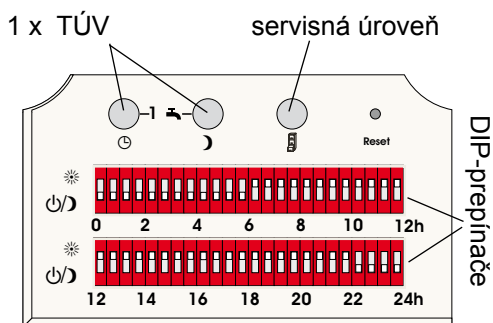 1 x TÚV servisná úroveň
1
Reset
DIP-prepínače
0 2 4 6 8 10 12h
12 14 16 18 20 22 24h